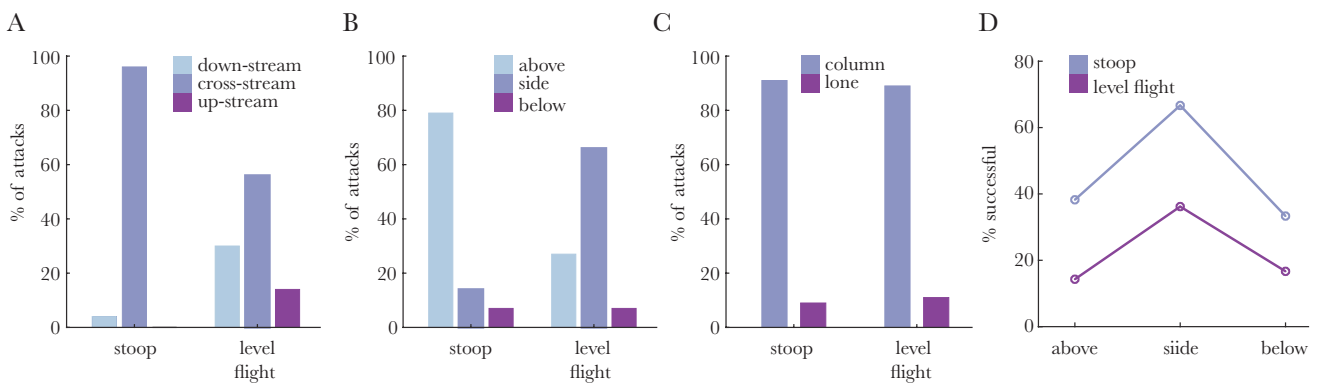 A
% of attacks
100
80
60
40
20
0
down-stream
cross-stream
up-stream
stoop
level
flight
B
% of attacks
100
80
60
40
20
0
above
side
below
stoop
level
flight
C
% of attacks
100
80
60
40
20
0
column
lone
stoop
level
flight
D
% successful
80
60
40
20
0
stoop
level flight
above
siide
below